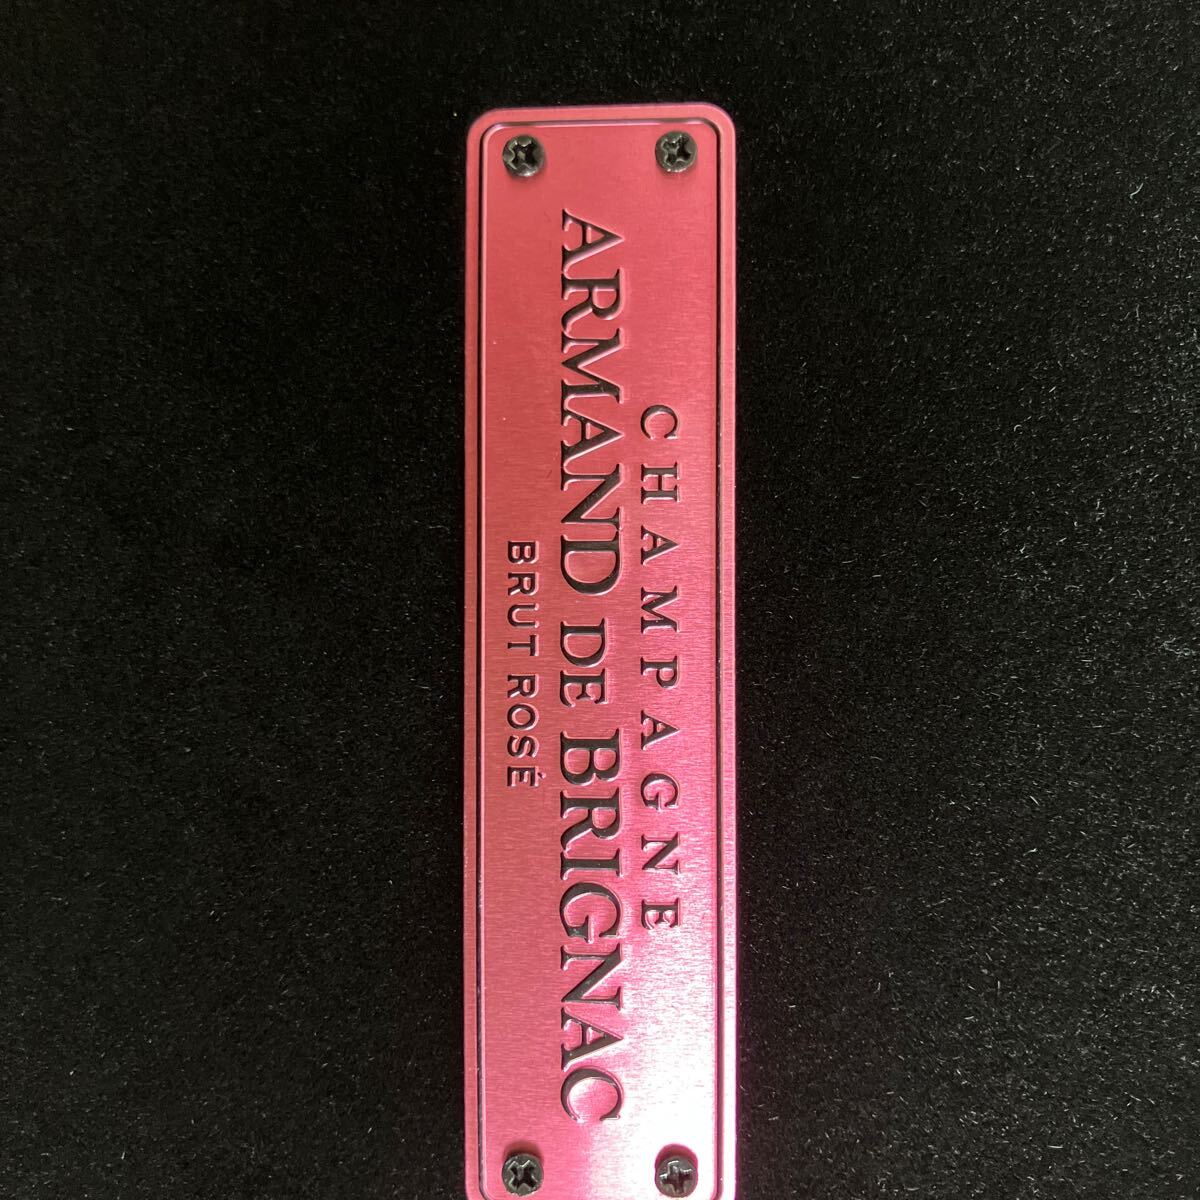 CHAMPAGNE
ARMAND DE BRIGNAC
BRUT ROSÉ